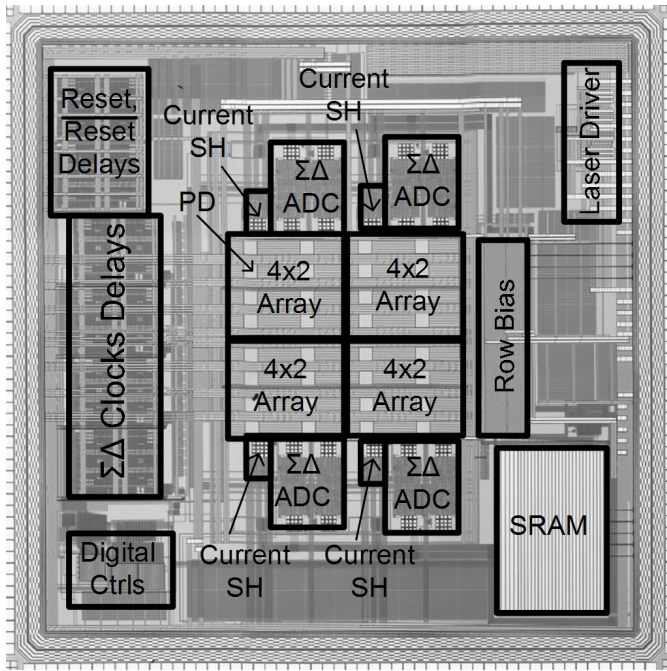 Reset,
Reset
Delays
Current
SH
Current
SH
ΣΔ
ADC
ΣΔ
ADC
Laser Driver
PD
4x2
Array
4x2
Array
ΣΔ Clocks Delays
Row Bias
4x2
Array
4x2
Array
ΣΔ
ADC
ΣΔ
ADC
SRAM
Digital
Ctrls
Current
SH
Current
SH